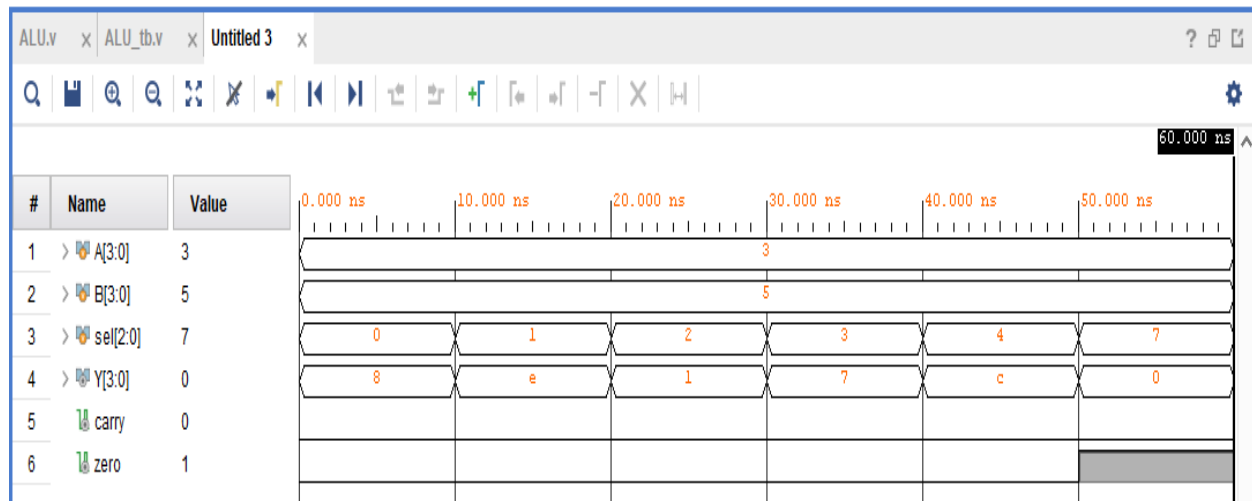 ALU.v × ALU_tb.v × Untitled 3 × ?
60.000 ns
# Name Value 0.000 ns 10.000 ns 20.000 ns 30.000 ns 40.000 ns 50.000 ns
1 > A[3:0] 3 3
2 > B[3:0] 5 5
3 > sel[2:0] 7 0 1 2 3 4 7
4 > Y[3:0] 0 8 e 1 7 c 0
5 carry 0
6 zero 1